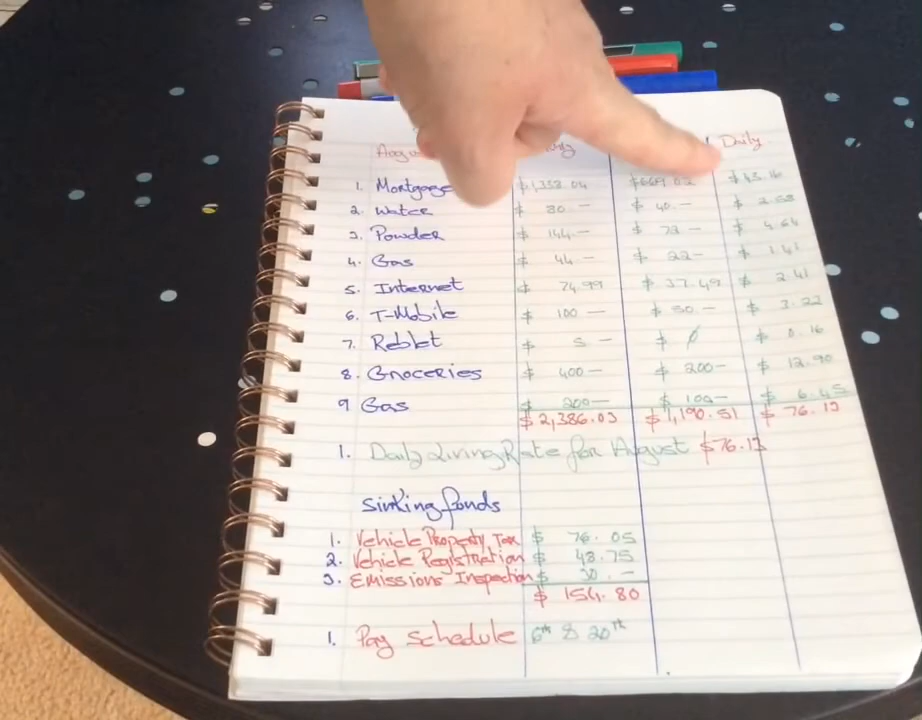 Daily
1. Mortgage $1,338.04 $669.02 $43.16
2. Water $ 80.— $ 40.— $ 2.58
3. Powder $ 144.— $ 72— $ 4.64
4. Gas $ 44— $ 22— $ 1.41
5. Internet $ 74.99 $ 37.49 $ 2.41
6. T-Mobile $ 100— $ 50.— $ 3.22
7. $ 5— $ 0 $ 0.16
8. Groceries $ 400— $ 200— $ 12.90
9 Gas $ 200— $ 100— $ 6.45
$2,386.03 $1,190.51 $76.13
1. Daily Living Rate for August $76.13
Sinking fonds
1. Vehicle Property Tax $ 76.05
2. Vehicle Registration $ 48.75
3. Emissions Inspection $ 30.—
$ 154.80
1. Pay Schedule 6th & 20th